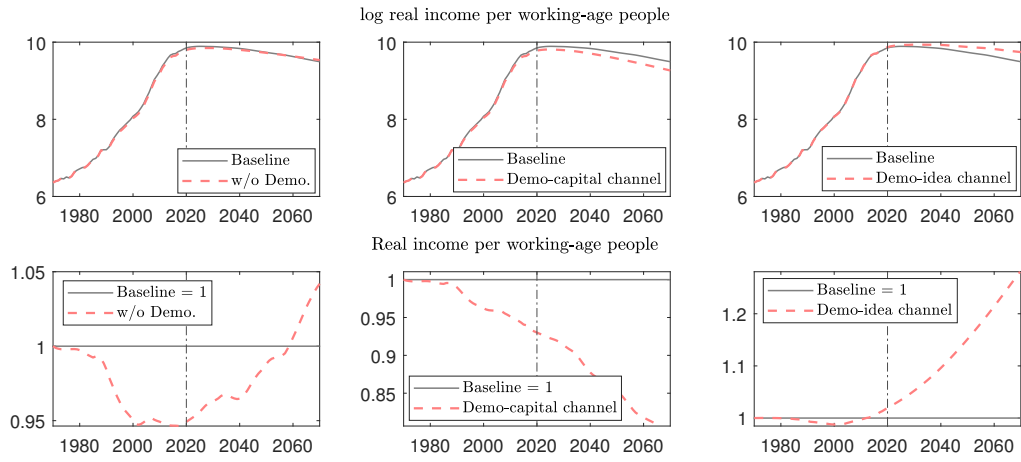 log real income per working-age people
10
8
6
1980 2000 2020 2040 2060
Baseline
w/o Demo.
10
8
6
1980 2000 2020 2040 2060
Baseline
Demo-capital channel
10
8
6
1980 2000 2020 2040 2060
Baseline
Demo-idea channel
Real income per working-age people
1.05
1
0.95
1980 2000 2020 2040 2060
Baseline = 1
w/o Demo.
1
0.95
0.9
0.85
1980 2000 2020 2040 2060
Baseline = 1
Demo-capital channel
1.2
1.1
1
1980 2000 2020 2040 2060
Baseline = 1
Demo-idea channel